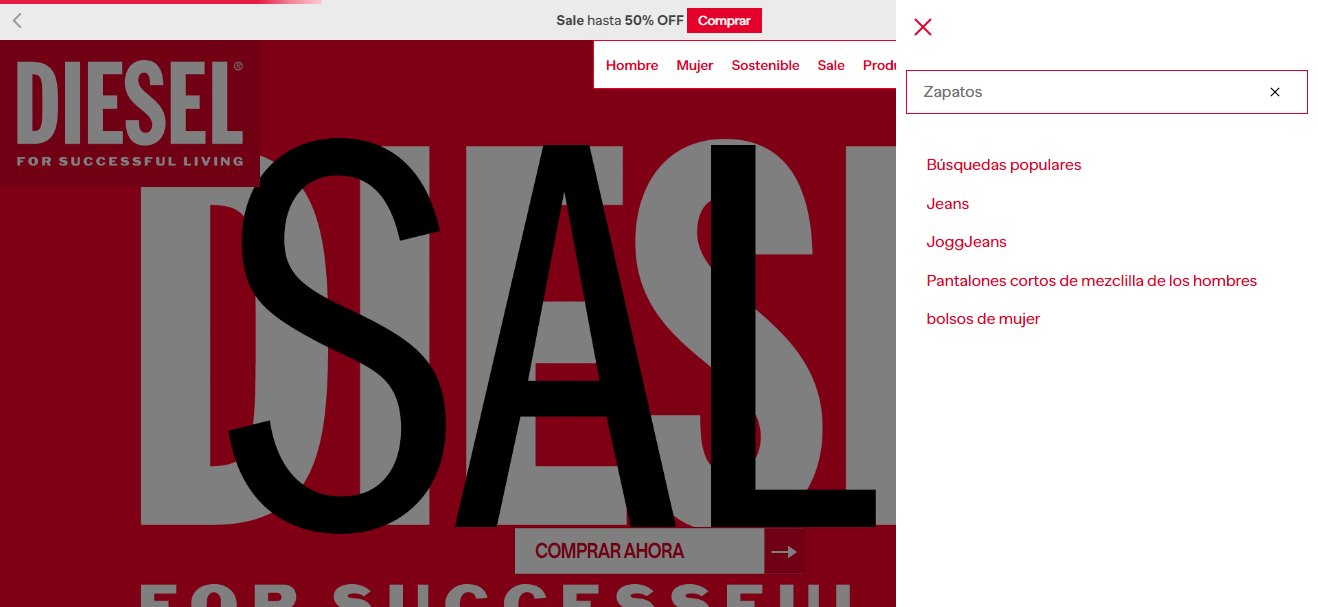 Sale hasta 50% OFF Comprar
Hombre Mujer Sostenible Sale
DIESEL®
FOR SUCCESSFUL LIVING
DIESEL
SAL
COMPRAR AHORA
FOR SUCCESSFUL
Zapatos
Búsquedas populares
Jeans
JoggJeans
Pantalones cortos de mezclilla de los hombres
bolsos de mujer